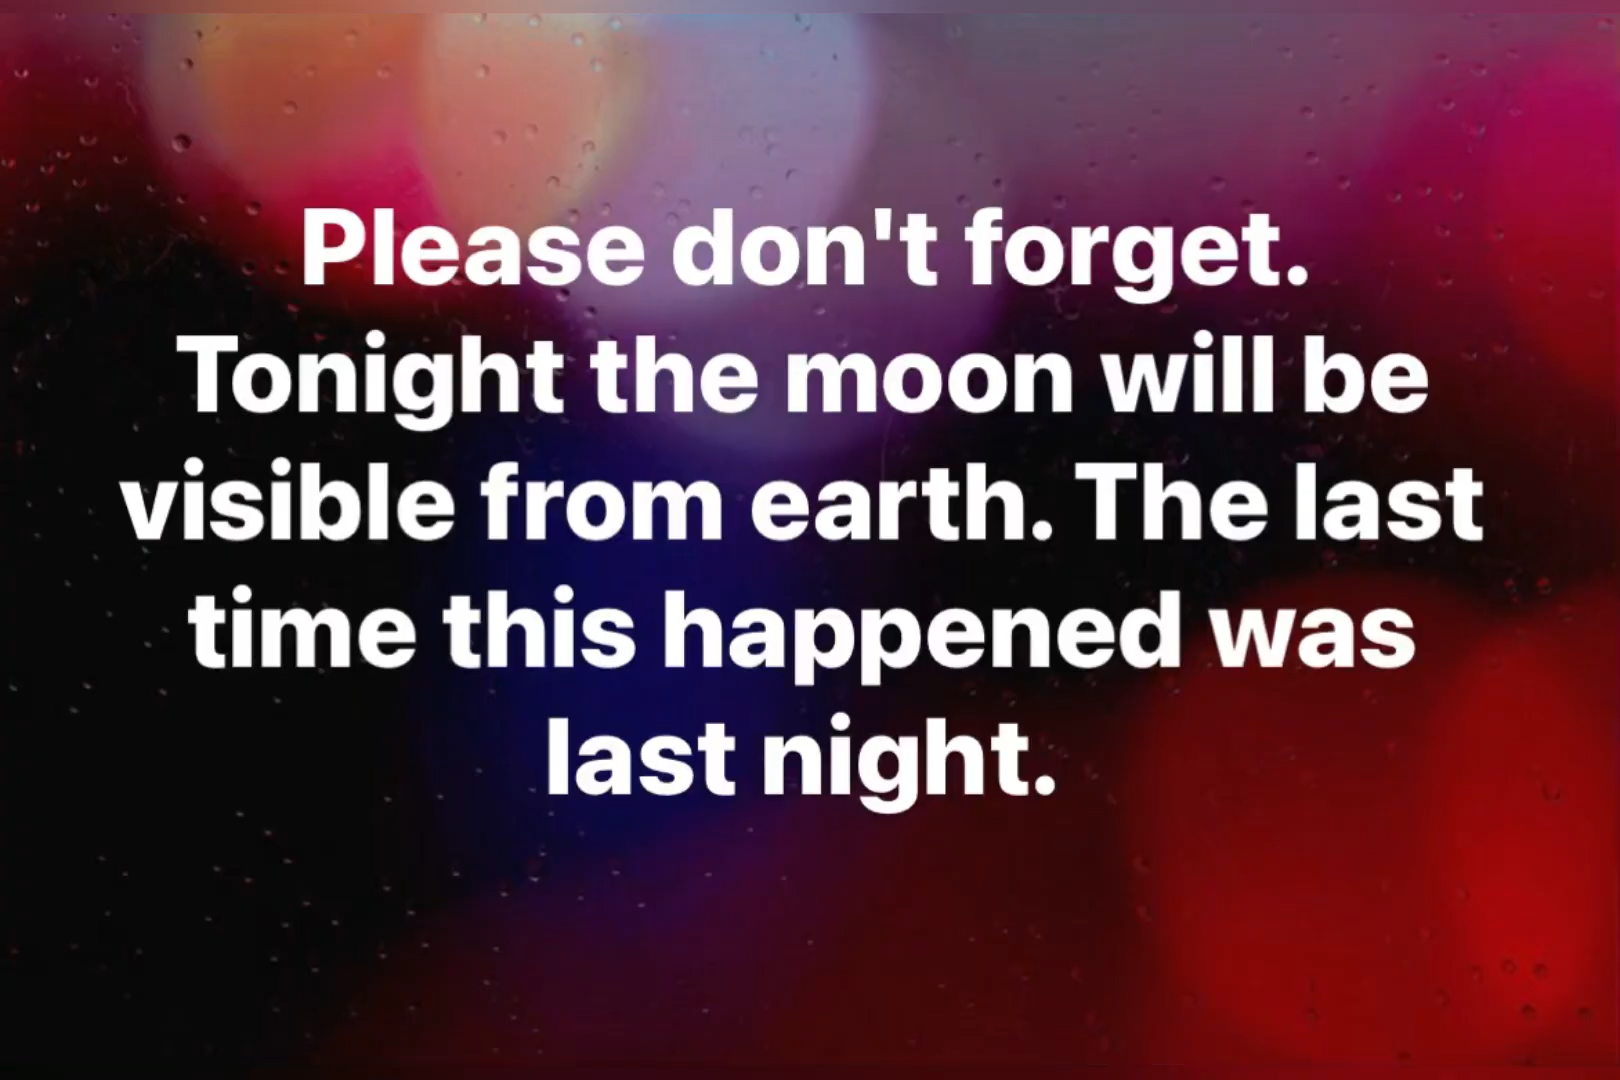 Please don't forget.
Tonight the moon will be
visible from earth. The last
time this happened was
last night.